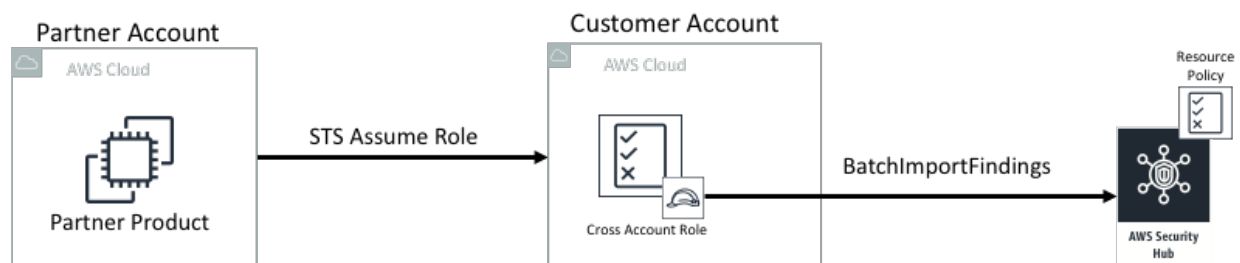 Partner Account
AWS Cloud
Partner Product
STS Assume Role
Customer Account
AWS Cloud
Cross Account Role
BatchImportFindings
Resource
Policy
AWS Security
Hub